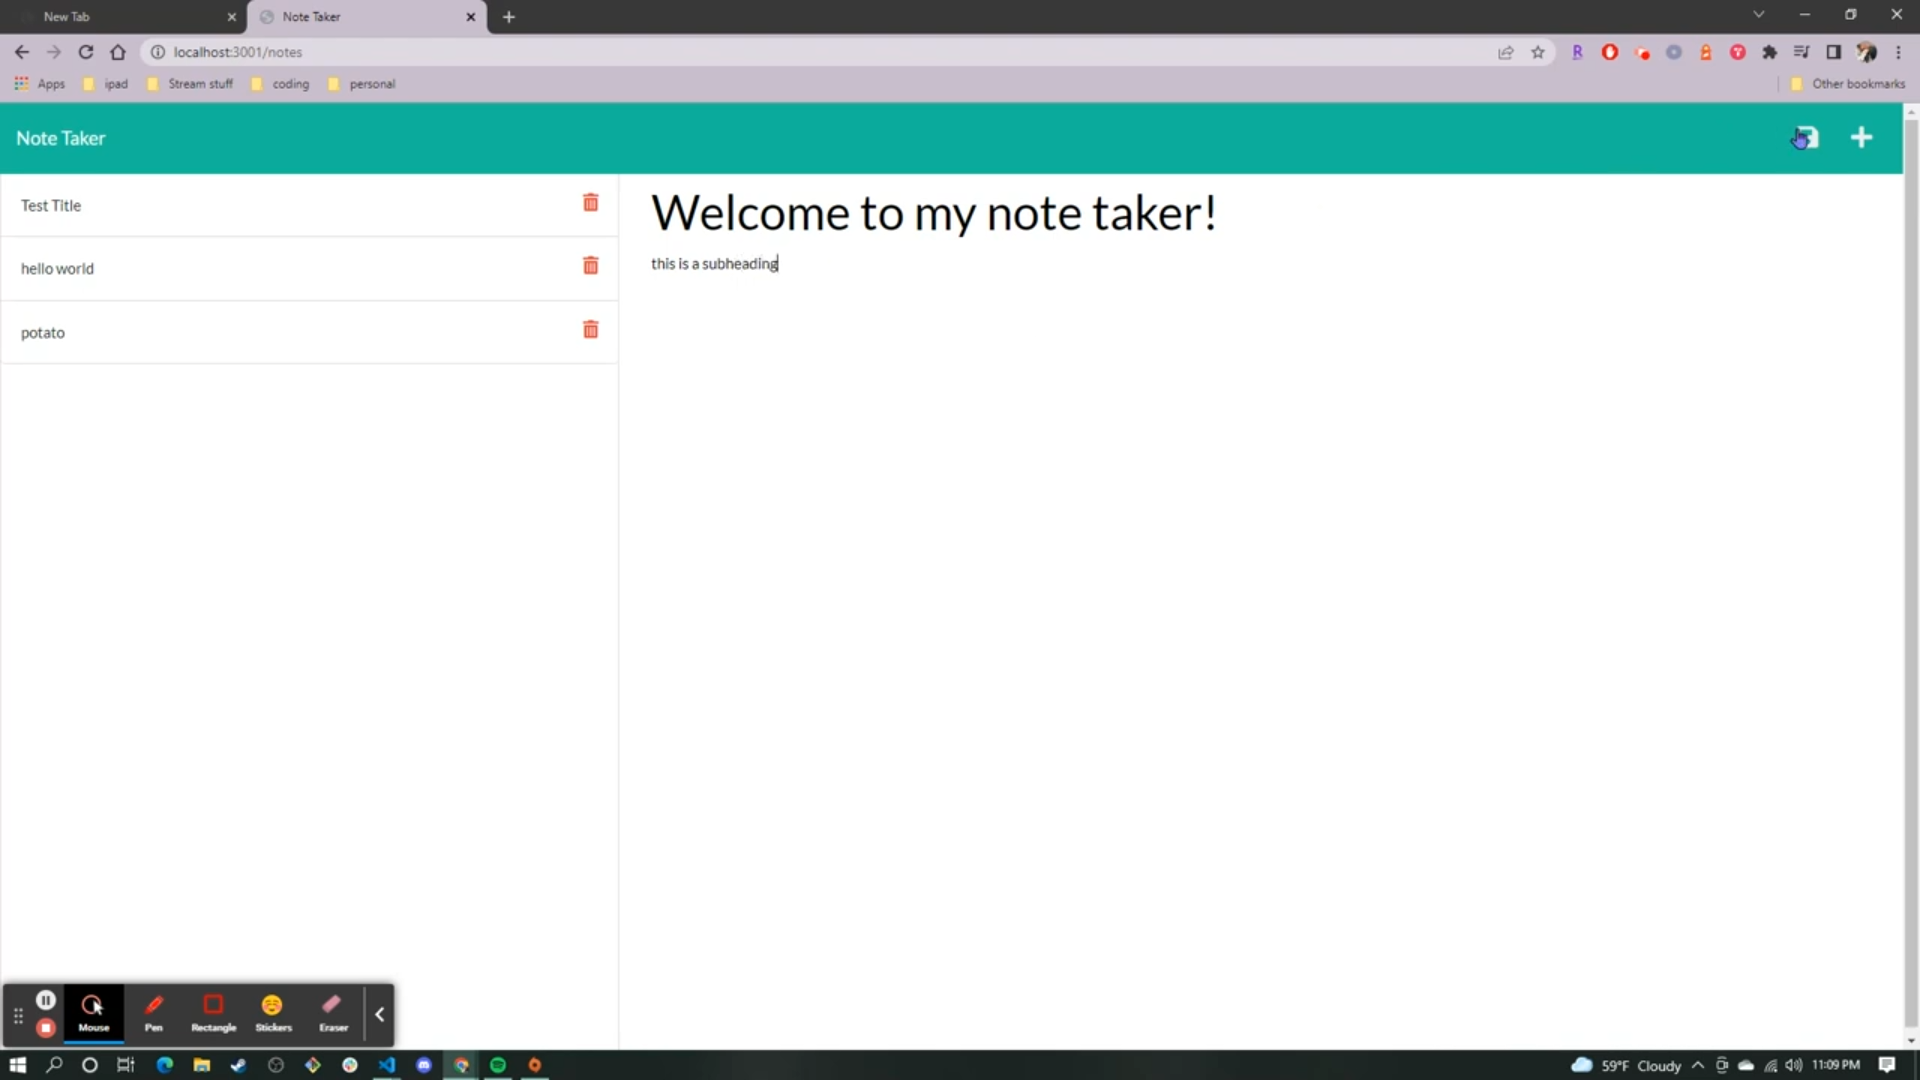 New Tab
Note Taker
localhost:3001/notes
Apps
ipad
Stream stuff
coding
personal
Other bookmarks
Note Taker
Test Title
hello world
potato
Welcome to my note taker!
this is a subheading
Mouse
Pen
Rectangle
Stickers
Eraser
59°F Cloudy
11:09 PM